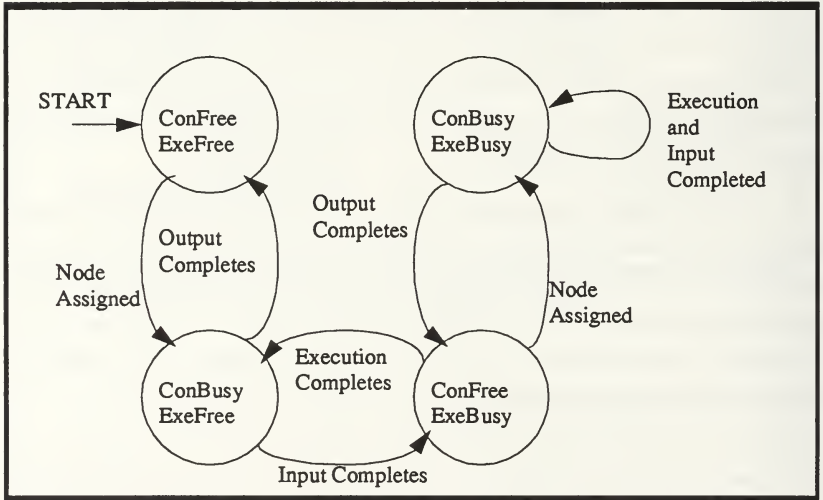 START
ConFree
ExeFree
ConBusy
ExeBusy
Execution
and
Input
Completed
Output
Completes
Output
Completes
Node
Assigned
Node
Assigned
Execution
Completes
ConBusy
ExeFree
ConFree
ExeBusy
Input Completes